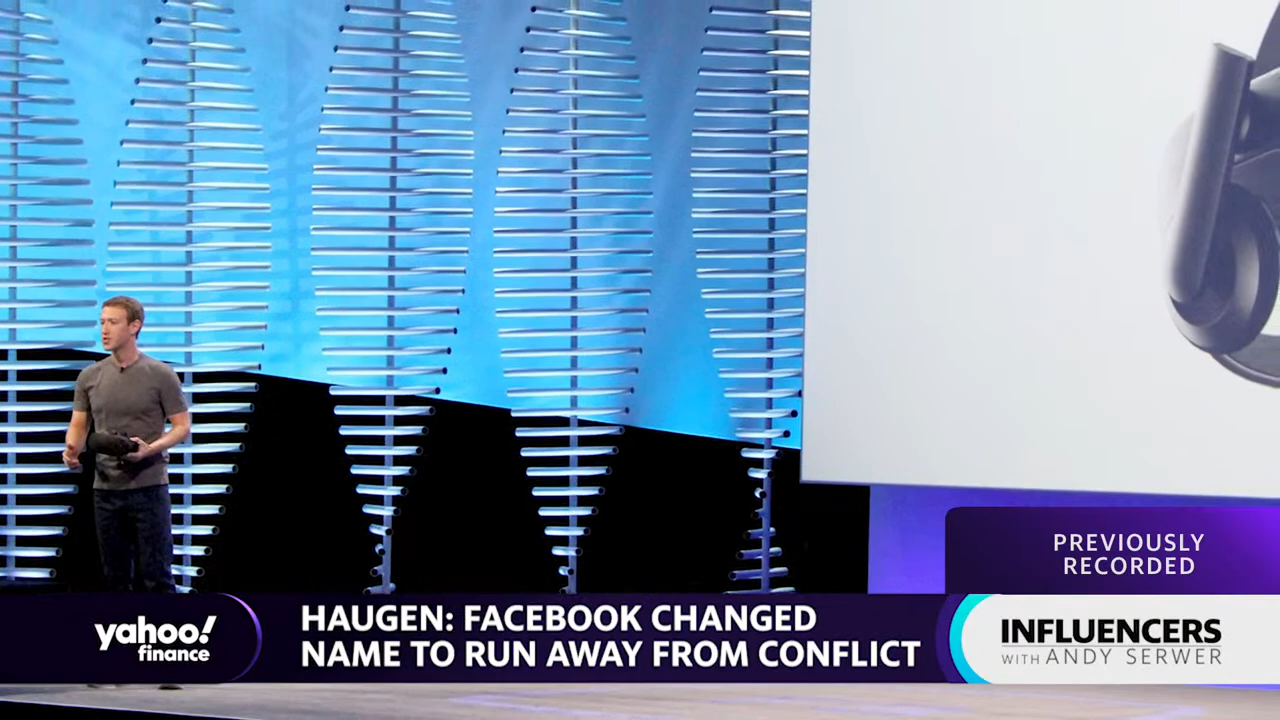 PREVIOUSLY
RECORDED
yahoo!
finance
HAUGEN: FACEBOOK CHANGED
NAME TO RUN AWAY FROM CONFLICT
INFLUENCERS
WITH ANDY SERWER